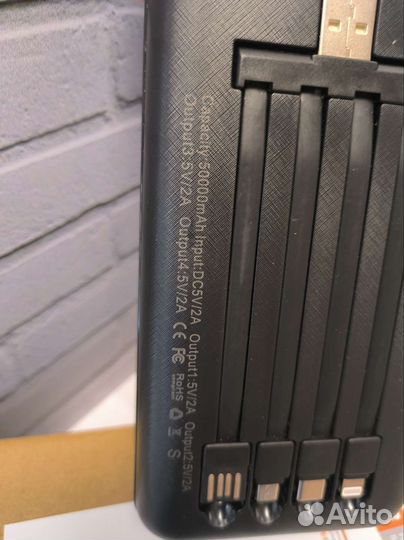 Capacity:50000mAh Input:DC5V/2A Output1:5V/2A Output2:5V/2A
Output3:5V/2A Output4:5V/2A CE FC RoHS
Avito